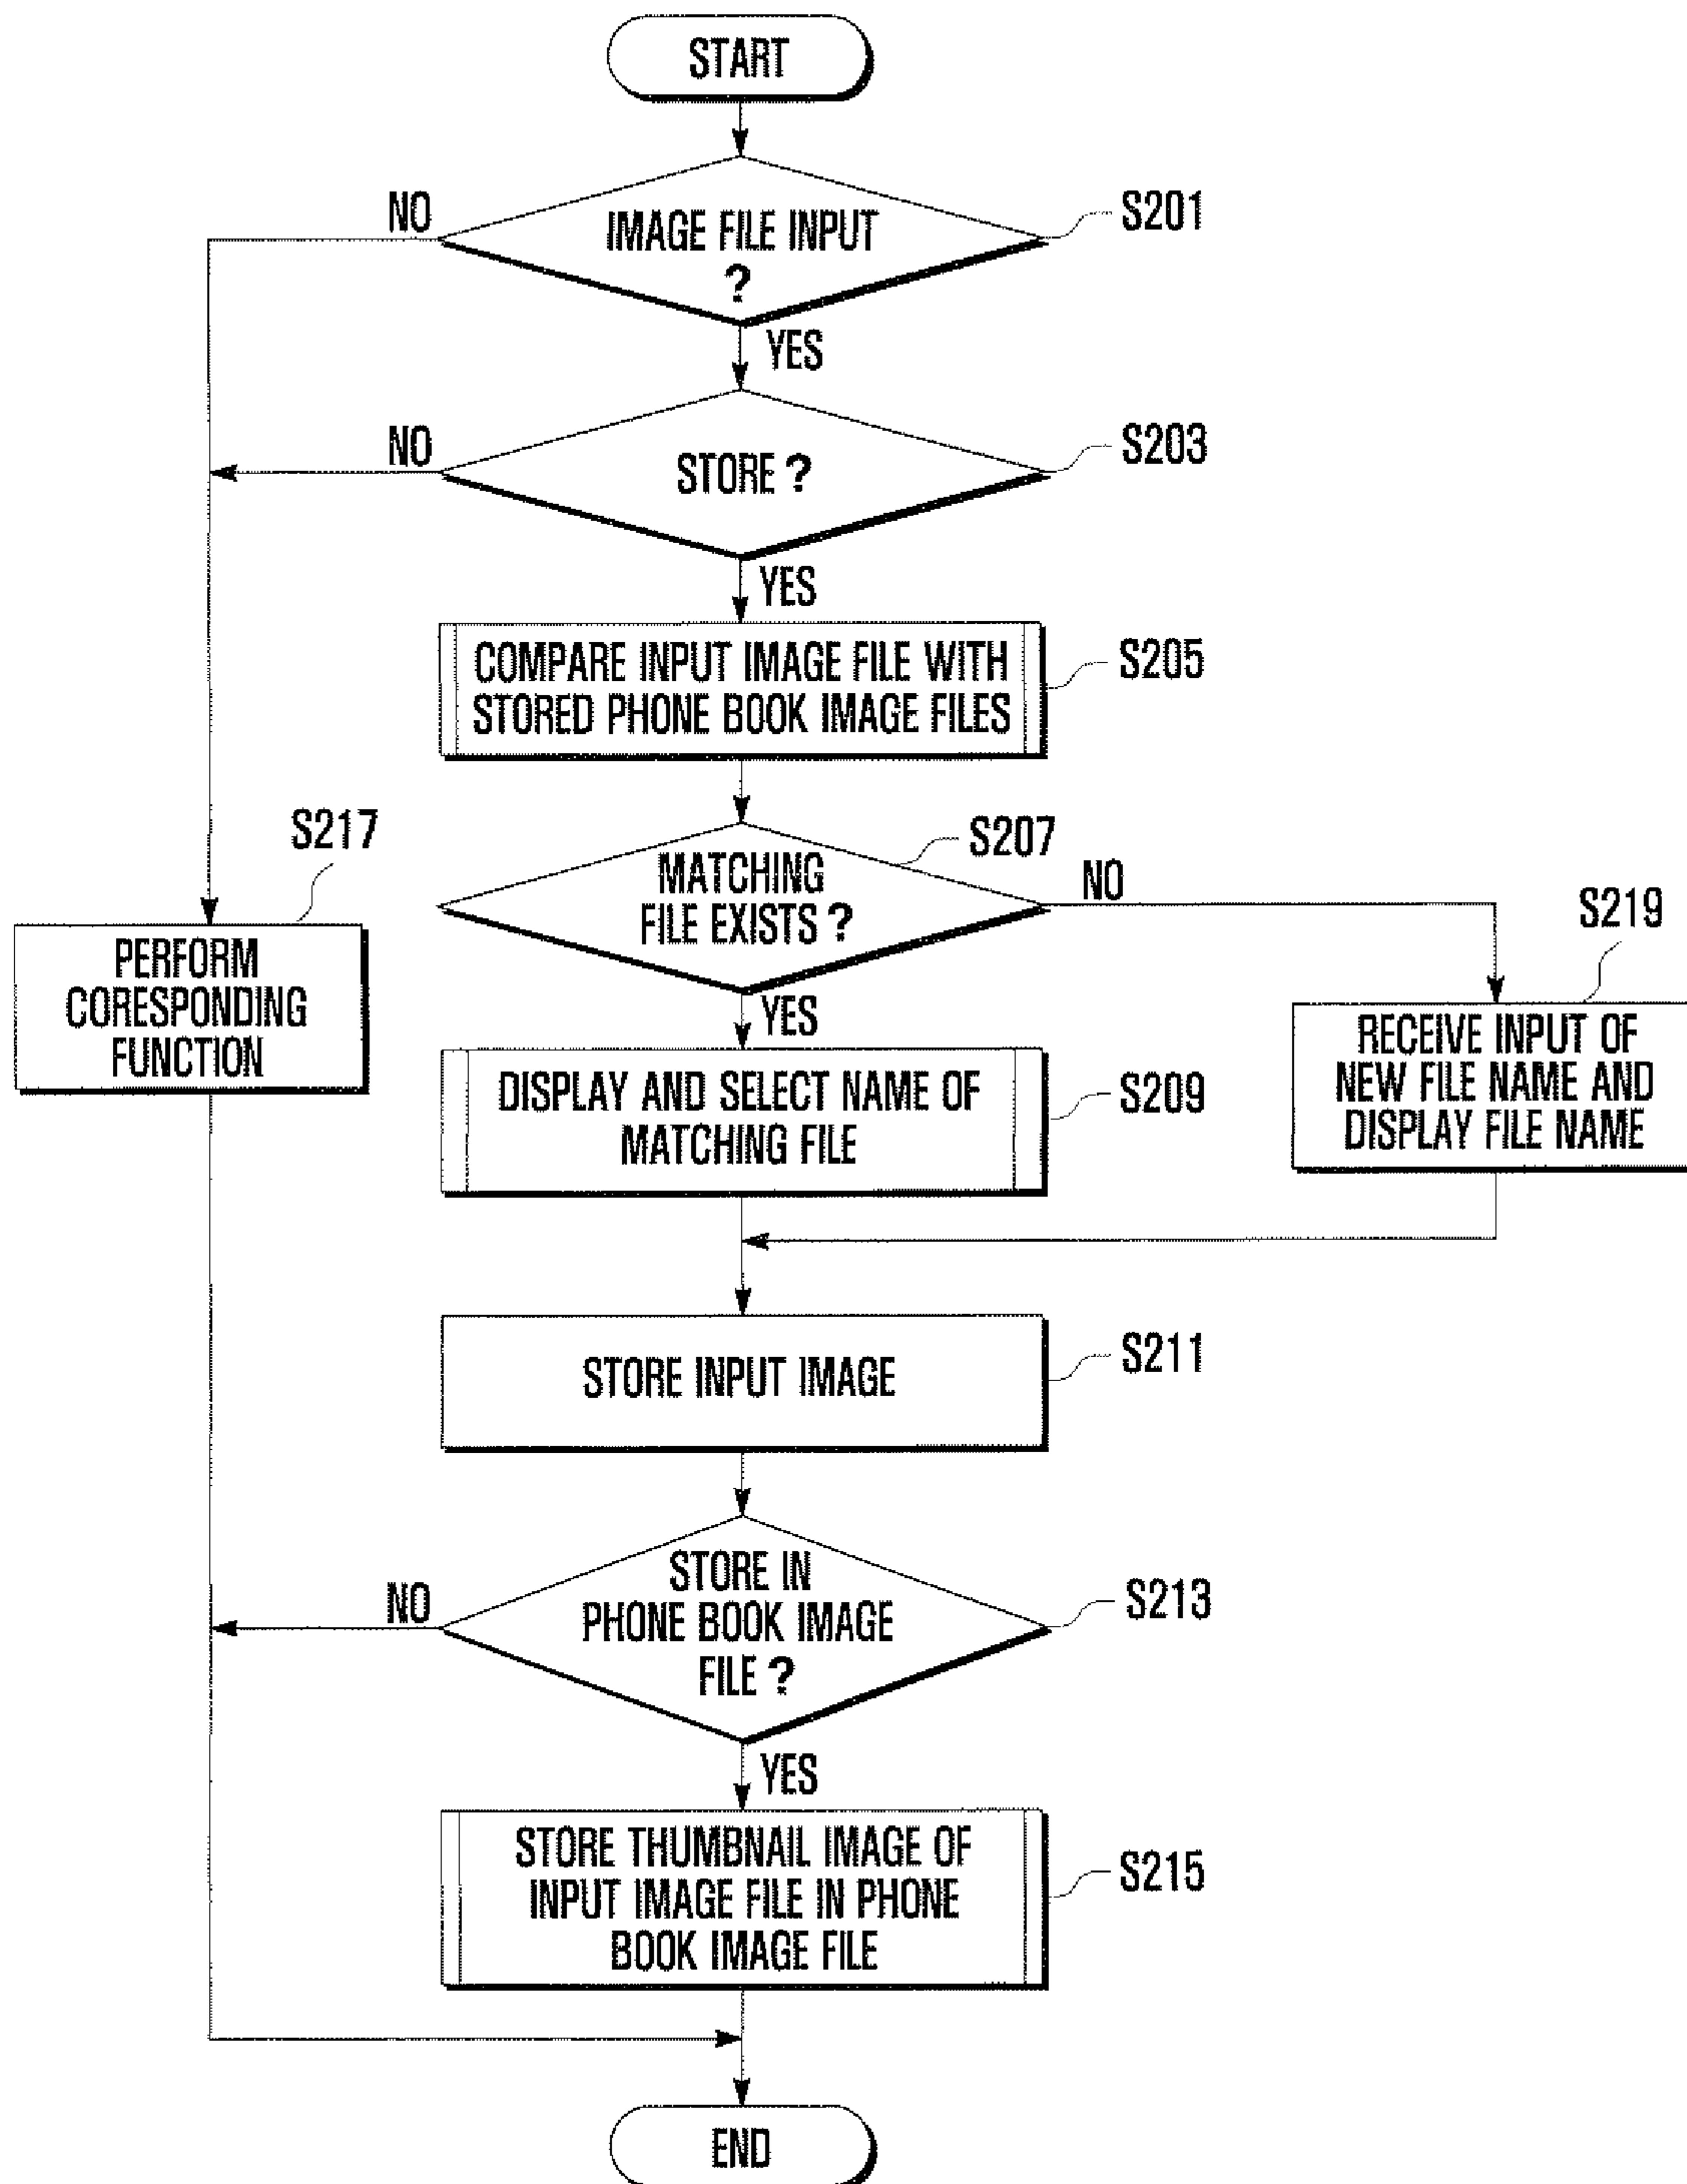 START
NO
IMAGE FILE INPUT
?
S201
YES
NO
STORE ?
S203
YES
COMPARE INPUT IMAGE FILE WITH
STORED PHONE BOOK IMAGE FILES
S205
S217
PERFORM
CORESPONDING
FUNCTION
MATCHING
FILE EXISTS ?
S207
NO
YES
S219
RECEIVE INPUT OF
NEW FILE NAME AND
DISPLAY FILE NAME
DISPLAY AND SELECT NAME OF
MATCHING FILE
S209
STORE INPUT IMAGE
S211
NO
STORE IN
PHONE BOOK IMAGE
FILE ?
S213
YES
STORE THUMBNAIL IMAGE OF
INPUT IMAGE FILE IN PHONE
BOOK IMAGE FILE
S215
END